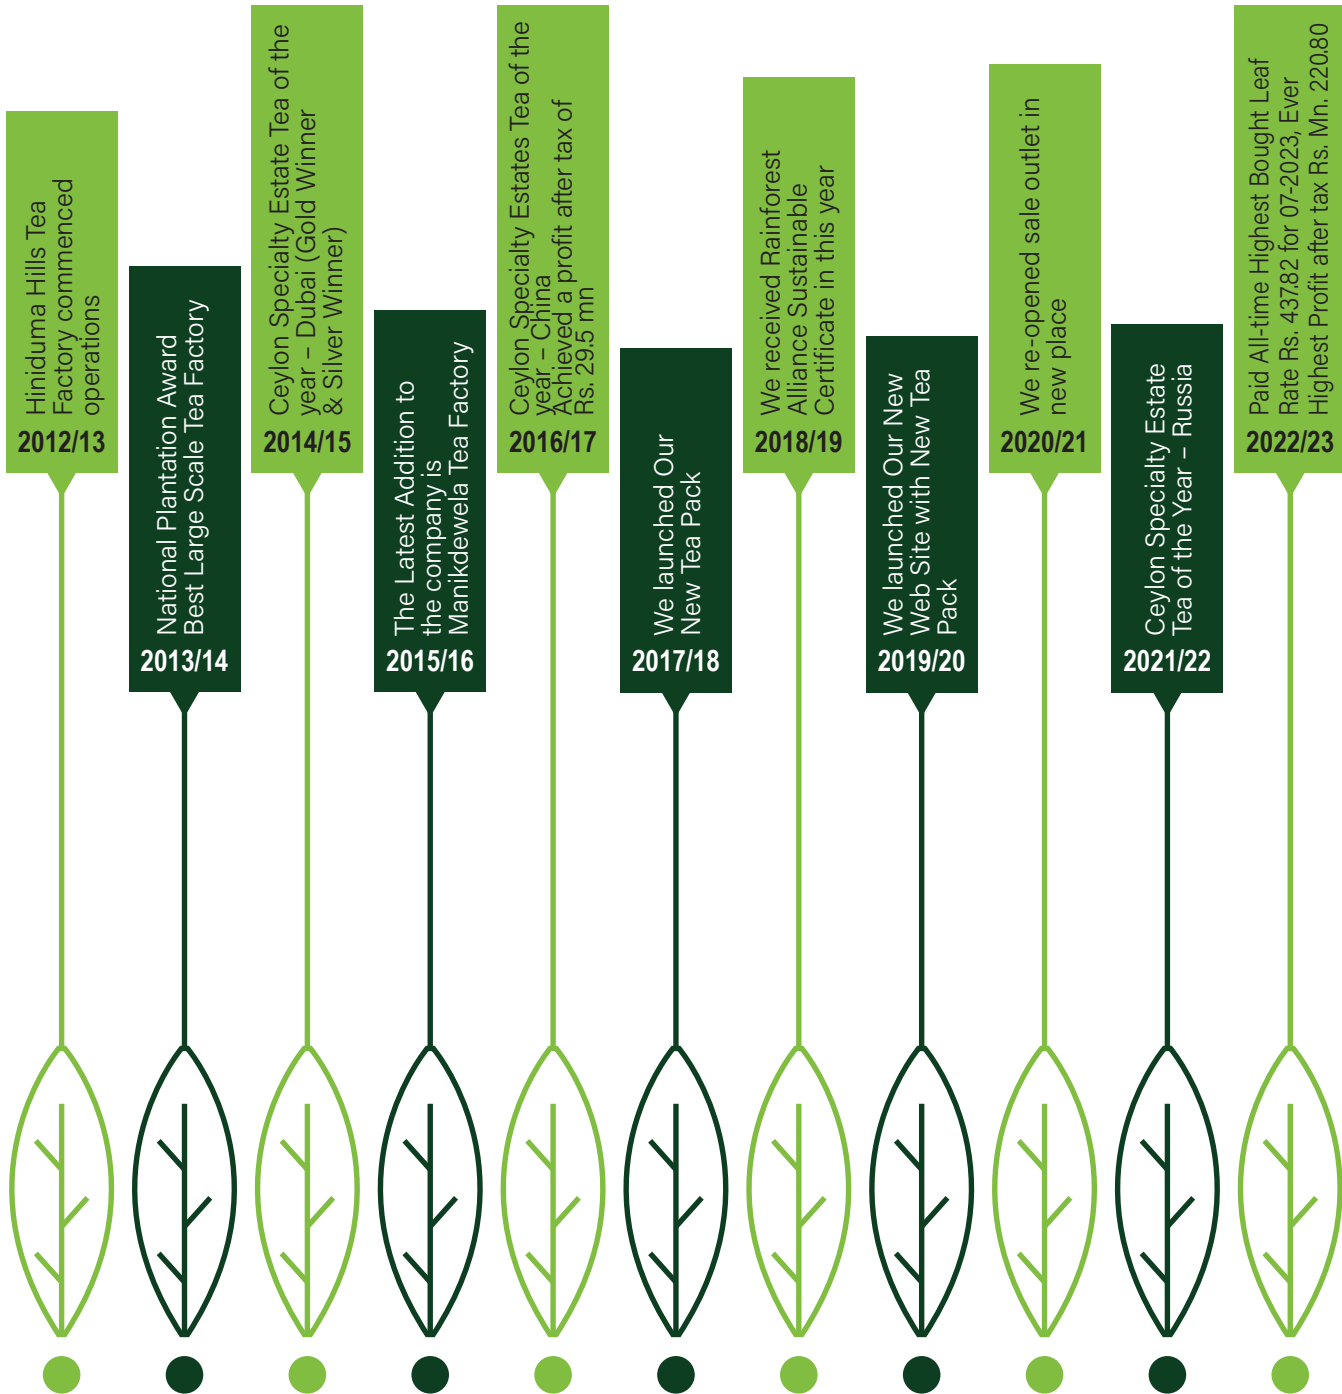 Hiniduma Hills Tea
Factory commenced
operations
2012/13
National Plantation Award
Best Large Scale Tea Factory
2013/14
Ceylon Specialty Estate Tea of the
year – Dubai (Gold Winner
& Silver Winner)
2014/15
The Latest Addition to
the company is
Manikdewela Tea Factory
2015/16
Ceylon Specialty Estates Tea of the
year – China
Achieved a profit after tax of
Rs. 29.5 mn
2016/17
We launched Our
New Tea Pack
2017/18
We received Rainforest
Alliance Sustainable
Certificate in this year
2018/19
We launched Our New
Web Site with New Tea
Pack
2019/20
We re-opened sale outlet in
new place
2020/21
Ceylon Specialty Estate
Tea of the Year – Russia
2021/22
Paid All-time Highest Bought Leaf
Rate Rs. 437.82 for 07-2023, Ever
Highest Profit after tax Rs. Mn. 220.80
2022/23